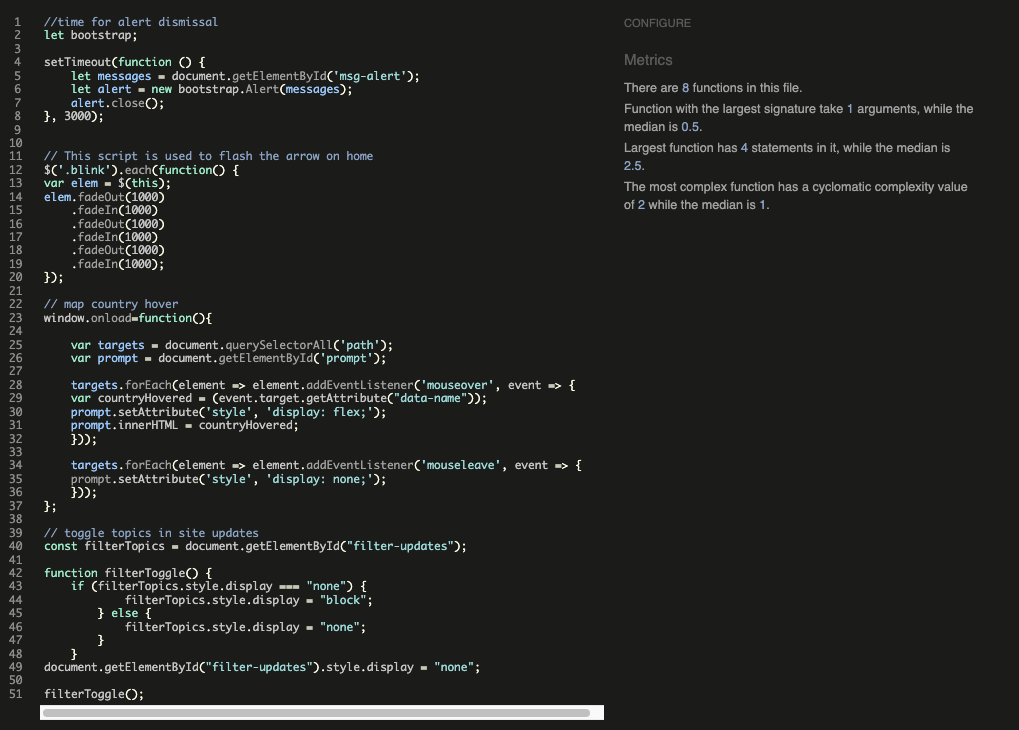 1 //time for alert dismissal
2 let bootstrap;
3
4 setTimeout(function () {
5     let messages = document.getElementById('msg-alert');
6     let alert = new bootstrap.Alert(messages);
7     alert.close();
8 }, 3000);
9
10
11 // This script is used to flash the arrow on home
12 $('.blink').each(function() {
13 var elem = $(this);
14 elem.fadeOut(1000)
15     .fadeIn(1000)
16     .fadeOut(1000)
17     .fadeIn(1000)
18     .fadeOut(1000)
19     .fadeIn(1000);
20 });
21
22 // map country hover
23 window.onload=function(){
24
25     var targets = document.querySelectorAll('path');
26     var prompt = document.getElementById('prompt');
27
28     targets.forEach(element => element.addEventListener('mouseover', event => {
29     var countryHovered = (event.target.getAttribute("data-name"));
30     prompt.setAttribute('style', 'display: flex;');
31     prompt.innerHTML = countryHovered;
32     }));
33
34     targets.forEach(element => element.addEventListener('mouseleave', event => {
35     prompt.setAttribute('style', 'display: none;');
36     }));
37 };
38
39 // toggle topics in site updates
40 const filterTopics = document.getElementById("filter-updates");
41
42 function filterToggle() {
43     if (filterTopics.style.display === "none") {
44             filterTopics.style.display = "block";
45         } else {
46             filterTopics.style.display = "none";
47         }
48     }
49 document.getElementById("filter-updates").style.display = "none";
50
51 filterToggle();
CONFIGURE
Metrics
There are 8 functions in this file.
Function with the largest signature take 1 arguments, while the
median is 0.5.
Largest function has 4 statements in it, while the median is
2.5.
The most complex function has a cyclomatic complexity value
of 2 while the median is 1.